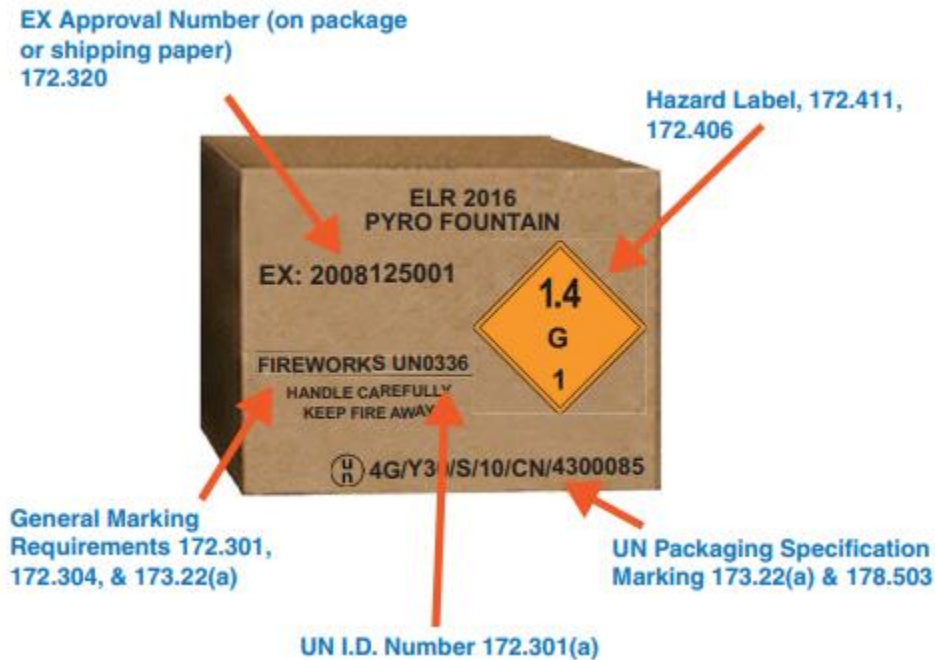 EX Approval Number (on package
or shipping paper)
172.320
Hazard Label, 172.411,
172.406
ELR 2016
PYRO FOUNTAIN
EX: 2008125001
1.4
G
1
FIREWORKS UN0336
HANDLE CAREFULLY
KEEP FIRE AWAY
un 4G/Y30/S/10/CN/4300085
General Marking
Requirements 172.301,
172.304, & 173.22(a)
UN Packaging Specification
Marking 173.22(a) & 178.503
UN I.D. Number 172.301(a)